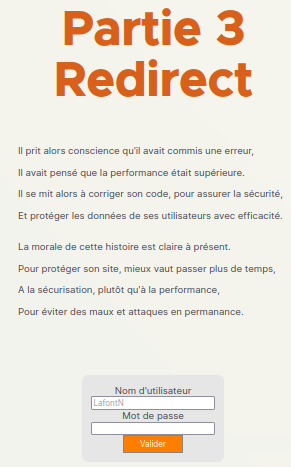 Partie 3
Redirect
Il prit alors conscience qu'il avait commis une erreur,
Il avait pensé que la performance était supérieure.
Il se mit alors à corriger son code, pour assurer la sécurité,
Et protéger les données de ses utilisateurs avec efficacité.
La morale de cette histoire est claire à présent.
Pour protéger son site, mieux vaut passer plus de temps,
A la sécurisation, plutôt qu'à la performance,
Pour éviter des maux et attaques en permanance.
Nom d'utilisateur
LafontN
Mot de passe
Valider